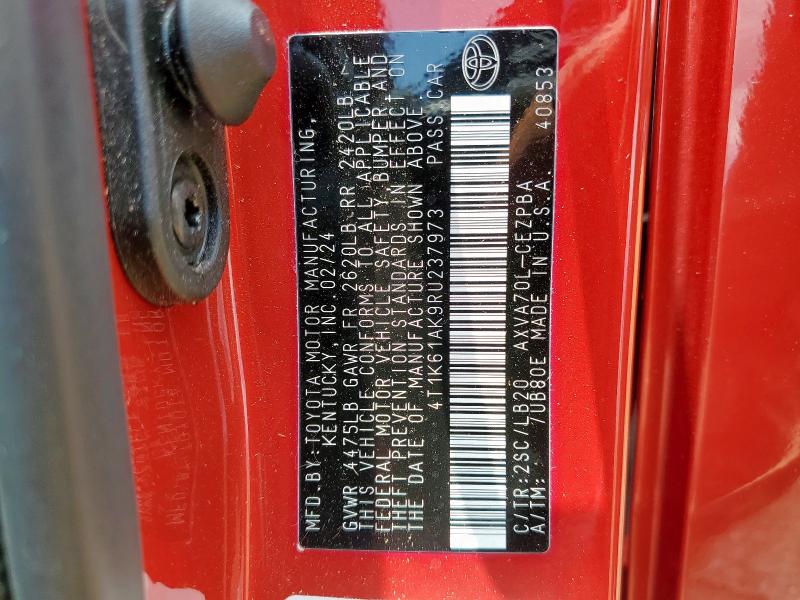 MFD.BY:TOYOTA MOTOR MANUFACTURING,
KENTUCKY, INC. 02/24
GVWR 4475LB GAWR FR 2620LB RR 2420LB
THIS VEHICLE CONFORMS TO ALL APPLICABLE
FEDERAL MOTOR VEHICLE SAFETY, BUMPER AND
THEFT PREVENTION STANDARDS IN EFFECT ON
THE DATE OF MANUFACTURE SHOWN ABOVE.
4T1K61AK9RU237973 PASS.CAR
C/TR:2SC/LB20 AXVA70L-CEZPBA
A/TM: 7UB80E MADE IN U.S.A. 40853